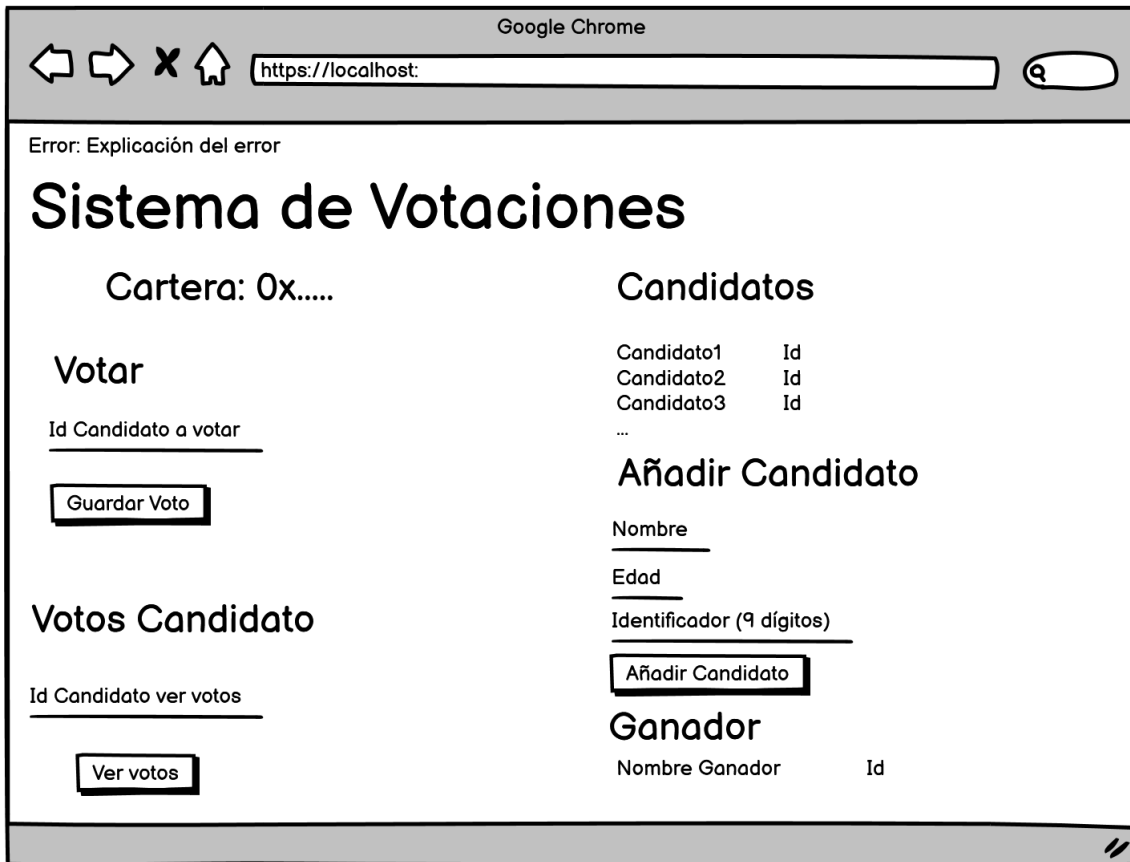 Google Chrome
https://localhost:
Error: Explicación del error
Sistema de Votaciones
Cartera: 0x.....
Votar
Id Candidato a votar
Guardar Voto
Votos Candidato
Id Candidato ver votos
Ver votos
Candidatos
Candidato1 Id
Candidato2 Id
Candidato3 Id
...
Añadir Candidato
Nombre
Edad
Identificador (9 dígitos)
Añadir Candidato
Ganador
Nombre Ganador Id